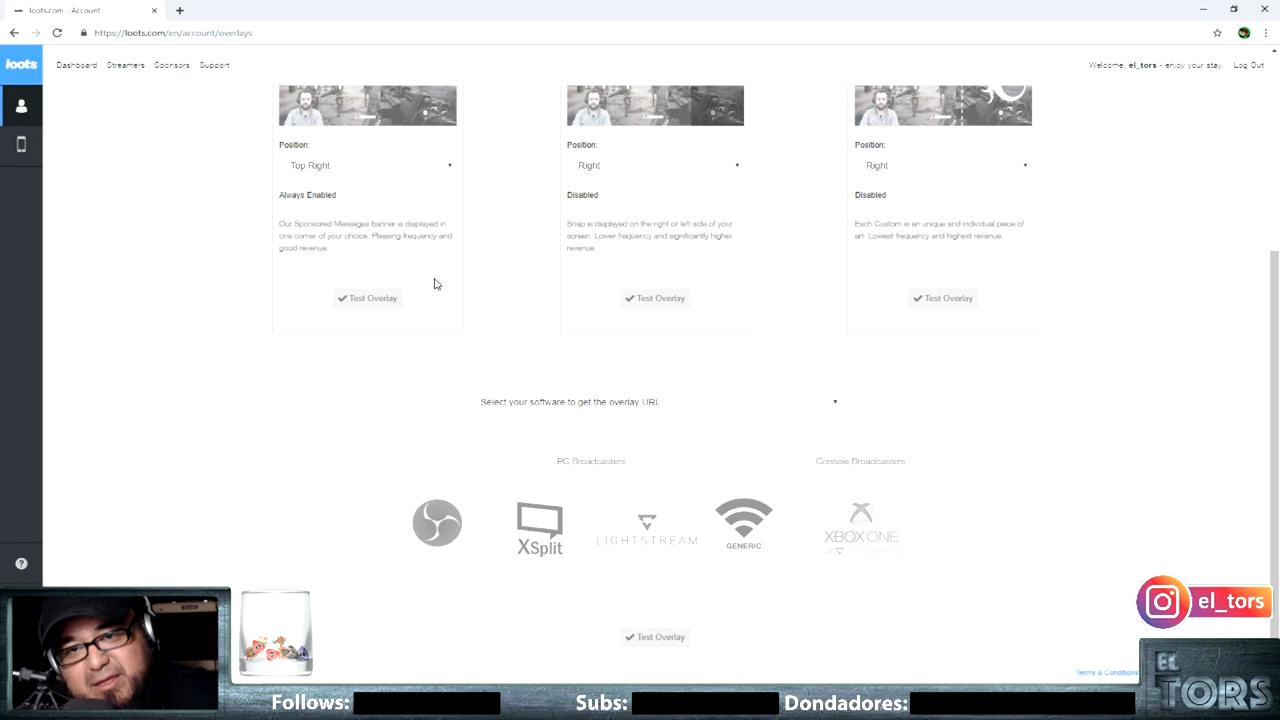 loots.com - Account
https://loots.com/en/account/overlays
loots
Dashboard Streamers Sponsors Support
Welcome, el_tors - enjoy your stay. Log Out
Position: Position: Position:
Top Right Right Right
Always Enabled Disabled Disabled
Our Sponsored Messages banner is displayed in
one corner of your choice. Pleasing frequency and
good revenue.
Snap is displayed on the right or left side of your
screen. Lower frequency and significantly higher
revenue.
Each Custom is an unique and individual piece of
art. Lowest frequency and highest revenue.
Test Overlay Test Overlay Test Overlay
Select your software to get the overlay URL
PC Broadcasters Console Broadcasters
XSplit
LIGHTSTREAM
GENERIC
XBOX ONE
Test Overlay
Terms & Conditions
el_tors
EL
TORS
Follows: Subs: Dondadores: